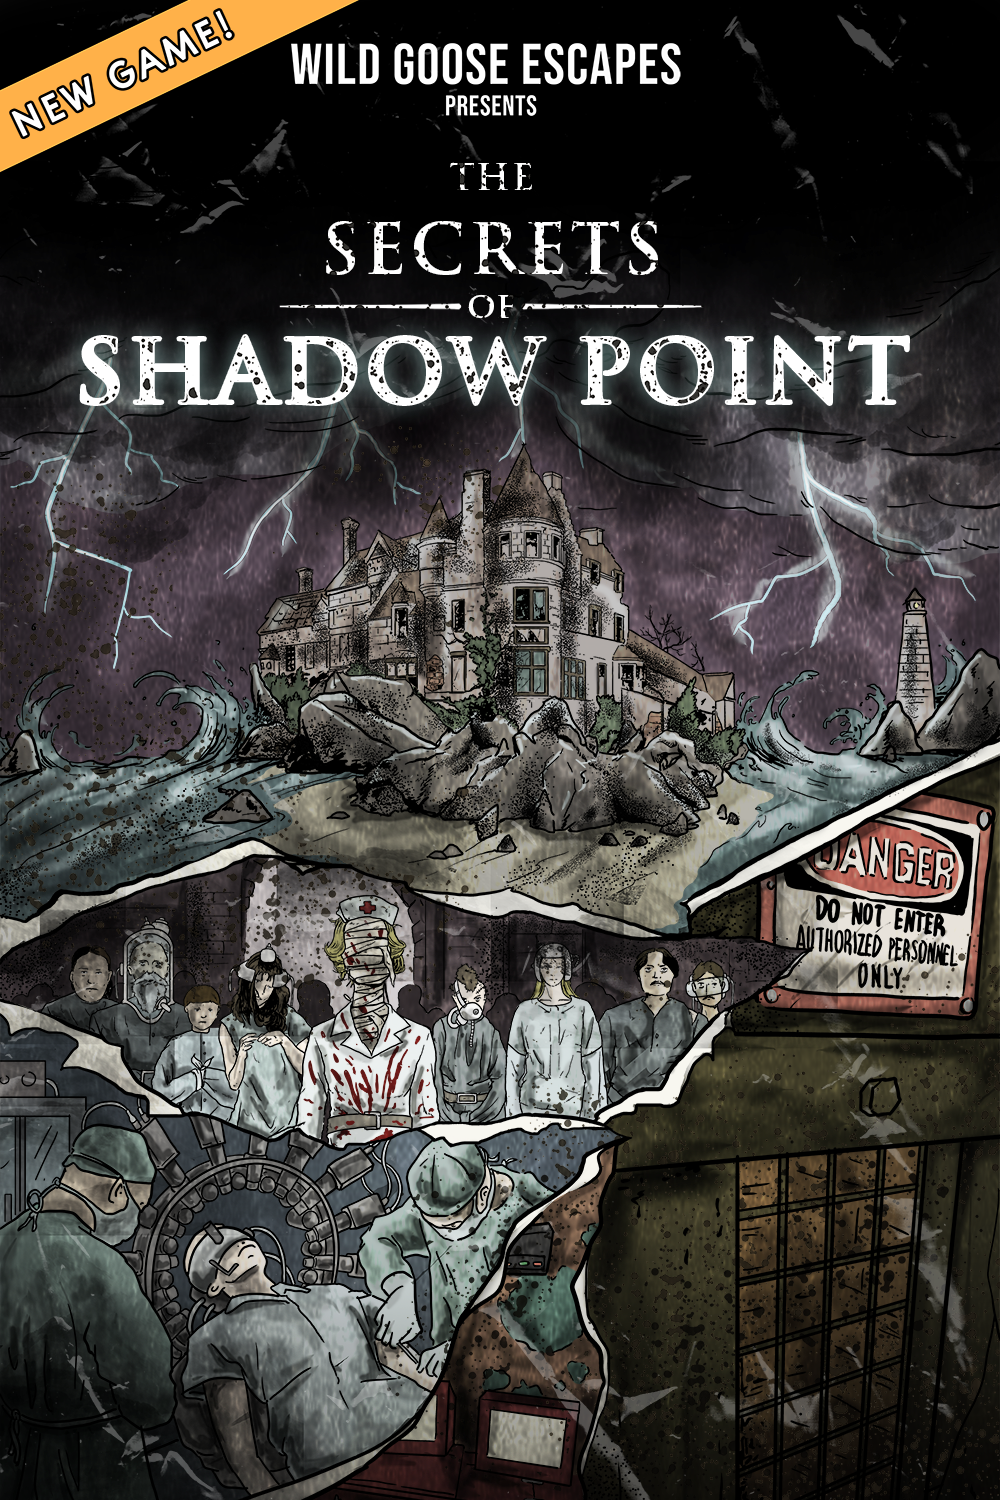 NEW GAME!
WILD GOOSE ESCAPES
PRESENTS
THE
SECRETS
OF
SHADOW POINT
DANGER
DO NOT ENTER
AUTHORIZED PERSONNEL
ONLY